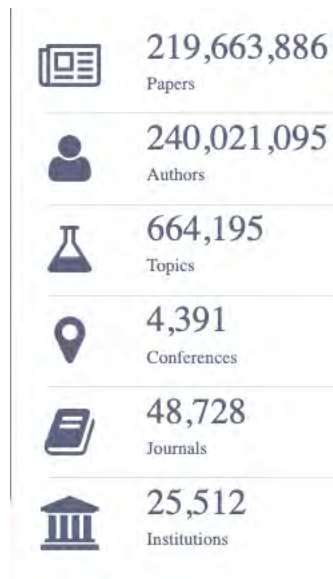 219,663,886
Papers
240,021,095
Authors
664,195
Topics
4,391
Conferences
48,728
Journals
25,512
Institutions